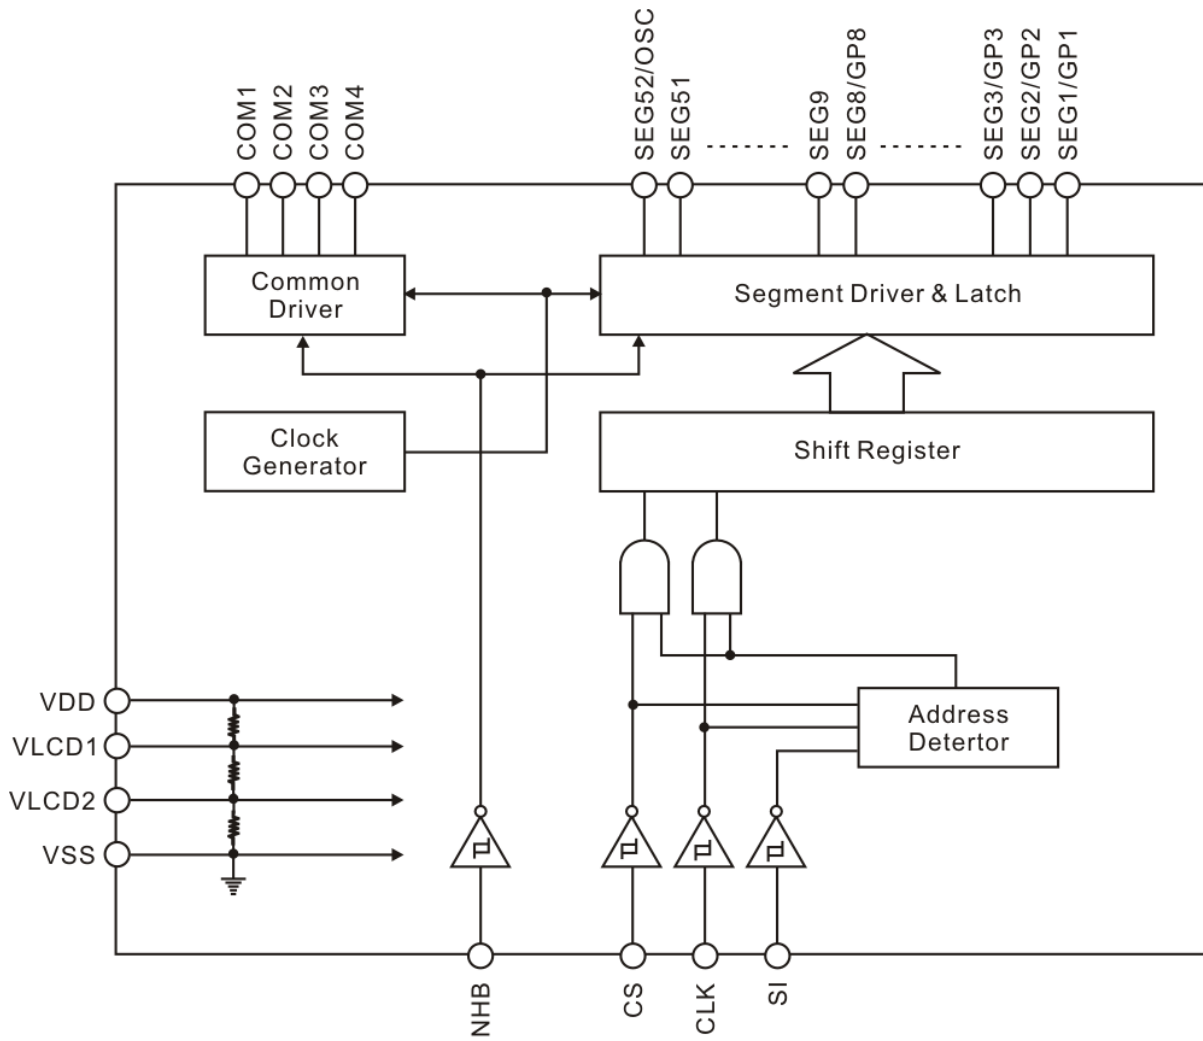 COM1
COM2
COM3
COM4
SEG52/OSC
SEG51
SEG9
SEG8/GP8
SEG3/GP3
SEG2/GP2
SEG1/GP1
Common
Driver
Segment Driver & Latch
Clock
Generator
Shift Register
VDD
VLCD1
VLCD2
VSS
Address
Detertor
NHB
CS
CLK
SI